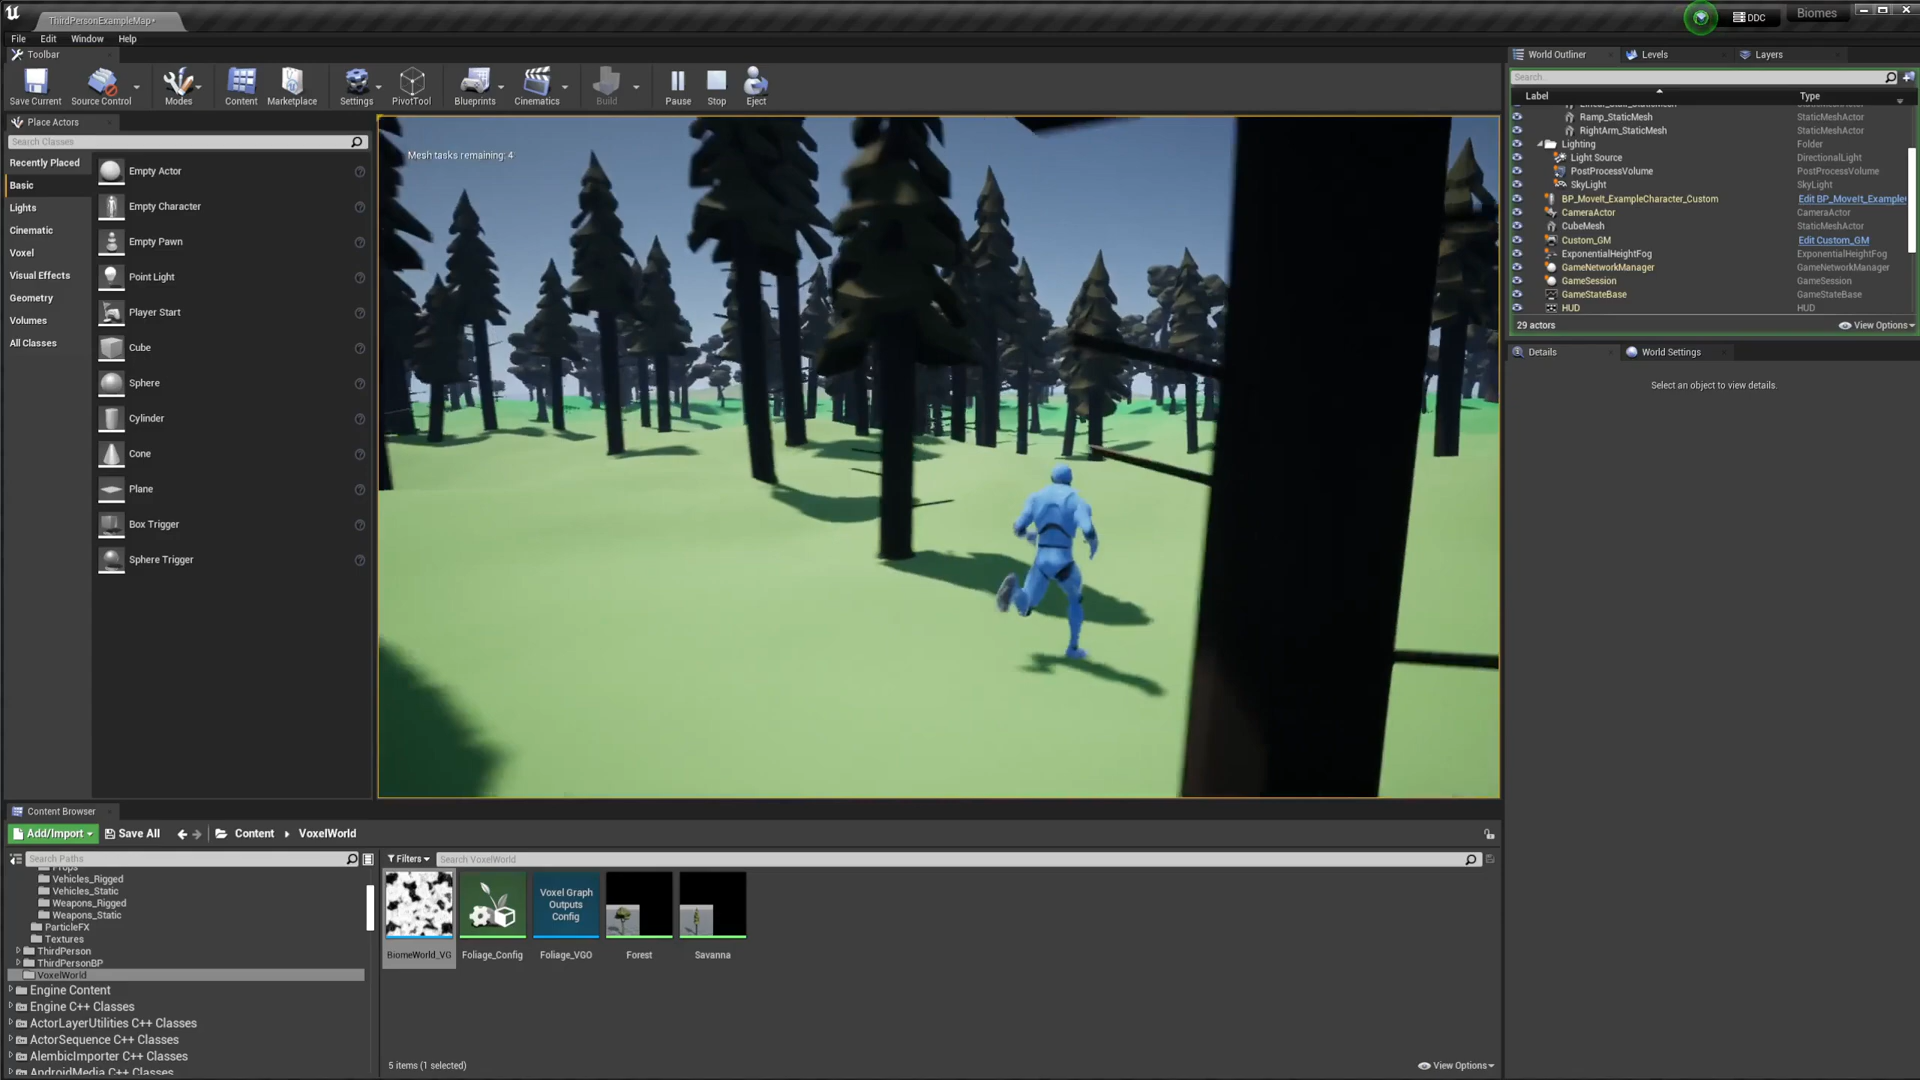 ThirdPersonExampleMap*
DDC
Biomes
File Edit Window Help
Toolbar
Save Current
Source Control
Modes
Content
Marketplace
Settings
PivotTool
Blueprints
Cinematics
Build
Pause
Stop
Eject
Place Actors
Search Classes
Recently Placed
Basic
Lights
Cinematic
Voxel
Visual Effects
Geometry
Volumes
All Classes
Empty Actor
Empty Character
Empty Pawn
Point Light
Player Start
Cube
Sphere
Cylinder
Cone
Plane
Box Trigger
Sphere Trigger
Mesh tasks remaining: 4
World Outliner
Levels
Layers
Search...
Label Type
Ramp_StaticMesh StaticMeshActor
RightArm_StaticMesh StaticMeshActor
Lighting Folder
Light Source DirectionalLight
PostProcessVolume PostProcessVolume
SkyLight SkyLight
BP_MoveIt_ExampleCharacter_Custom Edit BP_MoveIt_Example
CameraActor CameraActor
CubeMesh StaticMeshActor
Custom_GM Edit Custom_GM
ExponentialHeightFog ExponentialHeightFog
GameNetworkManager GameNetworkManager
GameSession GameSession
GameStateBase GameStateBase
HUD HUD
29 actors View Options
Details
World Settings
Select an object to view details.
Content Browser
Add/Import
Save All
Content
VoxelWorld
Search Paths
Props
Vehicles_Rigged
Vehicles_Static
Weapons_Rigged
Weapons_Static
ParticleFX
Textures
ThirdPerson
ThirdPersonBP
VoxelWorld
Engine Content
Engine C++ Classes
ActorLayerUtilities C++ Classes
ActorSequence C++ Classes
AlembicImporter C++ Classes
AndroidMedia C++ Classes
Filters
Search VoxelWorld
Voxel Graph
Outputs
Config
BiomeWorld_VG
Foliage_Config
Foliage_VGO
Forest
Savanna
5 items (1 selected)
View Options